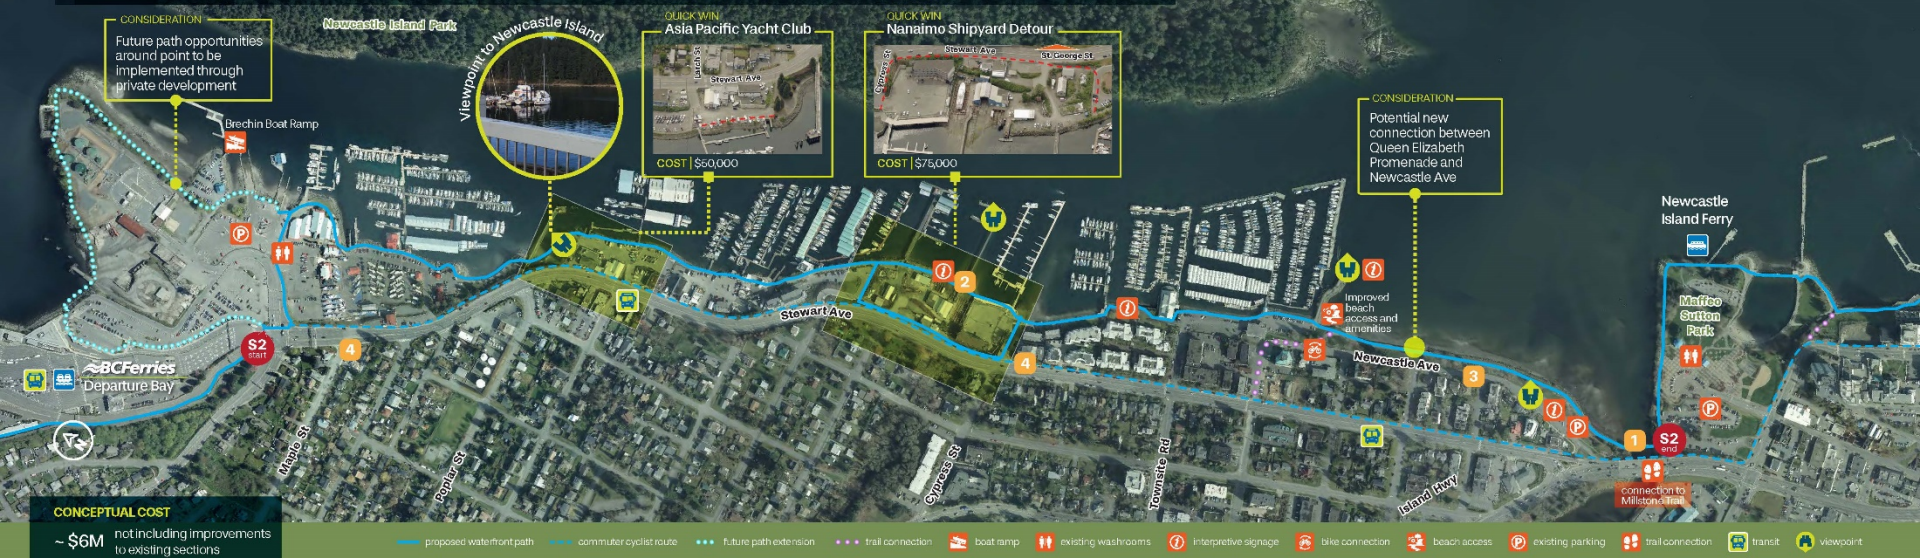 CONSIDERATION
Future path opportunities
around point to be
implemented through
private development
Newcastle Island Park
Brechin Boat Ramp
Viewpoint to Newcastle Island
QUICK WIN
Asia Pacific Yacht Club
Larch St
Stewart Ave
COST | $50,000
QUICK WIN
Nanaimo Shipyard Detour
Cypress St
Stewart Ave
St. George St
COST | $75,000
CONSIDERATION
Potential new
connection between
Queen Elizabeth
Promenade and
Newcastle Ave
Newcastle
Island Ferry
Improved
beach
access and
amenities
Maffeo
Sutton
Park
2
Stewart Ave
S2
start
4
4
Newcastle Ave
3
BCFerries
Departure Bay
1
S2
end
connection to
Millstone Trail
Maple St
Poplar St
Cypress St
Townsite Rd
Island Hwy
CONCEPTUAL COST
~ $6M
not including improvements
to existing sections
proposed waterfront path
commuter cyclist route
future path extension
trail connection
boat ramp
existing washrooms
interpretive signage
bike connection
beach access
existing parking
trail connection
transit
viewpoint